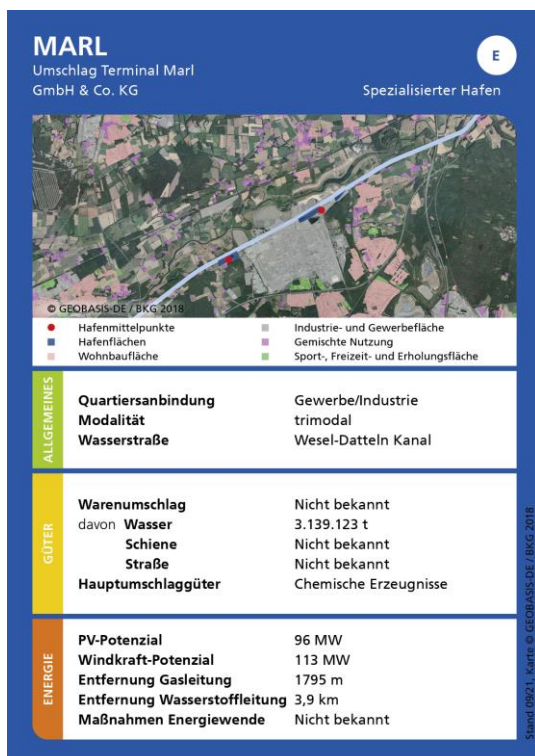 MARL
Umschlag Terminal Marl
GmbH & Co. KG
E
Spezialisierter Hafen
© GEOBASIS-DE / BKG 2018
Hafenmittelpunkte
Hafenflächen
Wohnbaufläche
Industrie- und Gewerbefläche
Gemischte Nutzung
Sport-, Freizeit- und Erholungsfläche
ALLGEMEINES
Quartiersanbindung Gewerbe/Industrie
Modalität trimodal
Wasserstraße Wesel-Datteln Kanal
GÜTER
Warenumschlag Nicht bekannt
davon Wasser 3.139.123 t
Schiene Nicht bekannt
Straße Nicht bekannt
Hauptumschlaggüter Chemische Erzeugnisse
ENERGIE
PV-Potenzial 96 MW
Windkraft-Potenzial 113 MW
Entfernung Gasleitung 1795 m
Entfernung Wasserstoffleitung 3,9 km
Maßnahmen Energiewende Nicht bekannt
Stand 09/21, Karte © GEOBASIS-DE / BKG 2018